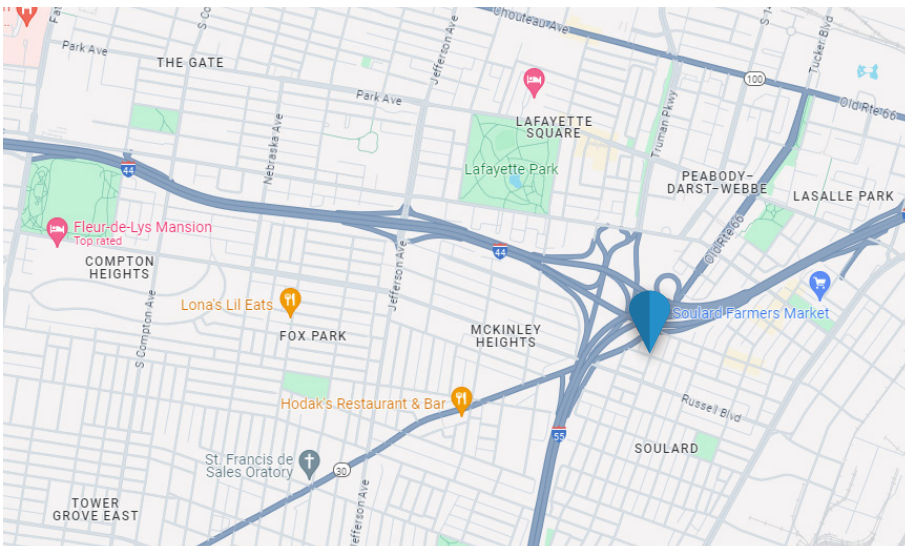 Chouteau Ave
S 14
Tucker Blvd
S Co
Park Ave
THE GATE
Jefferson Ave
100
Park Ave
Old Rte 66
Nebraska Ave
LAFAYETTE
SQUARE
Truman Pkwy
44
Lafayette Park
PEABODY-
DARST-WEBBE
LASALLE PARK
Fleur-de-Lys Mansion
Top rated
Old Rte 66
44
COMPTON
HEIGHTS
Jefferson Ave
Lona's Lil Eats
Soulard Farmers Market
S Compton Ave
FOX PARK
MCKINLEY
HEIGHTS
Hodak's Restaurant & Bar
Russell Blvd
55
SOULARD
St. Francis de
Sales Oratory
30
TOWER
GROVE EAST
Jefferson Ave